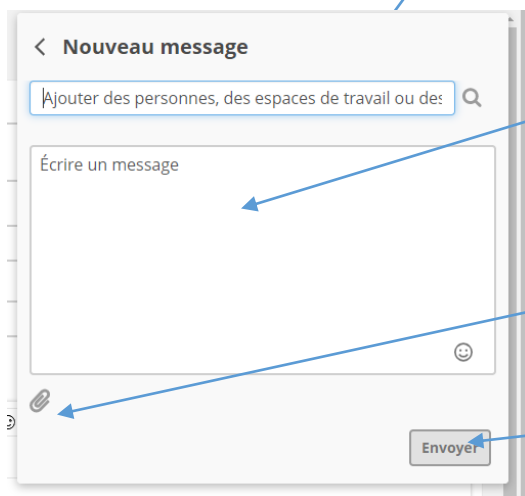 Nouveau message
Ajouter des personnes, des espaces de travail ou des
Écrire un message
Envoyer